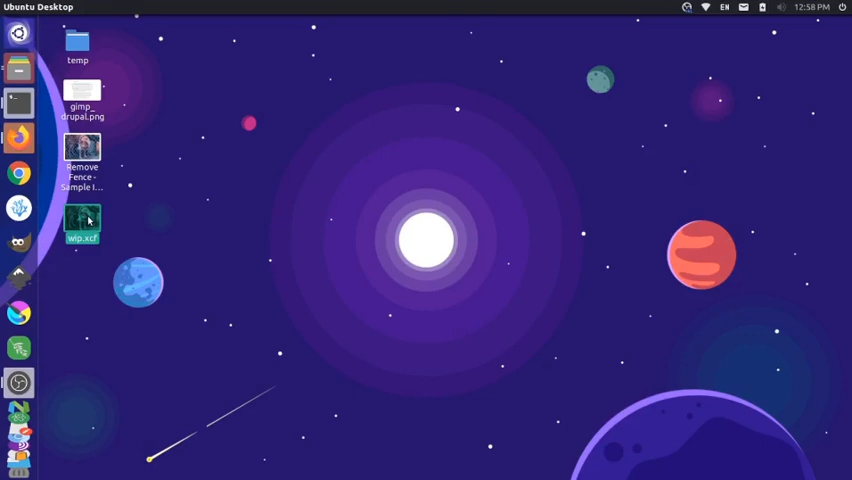 Ubuntu Desktop
EN
12:58 PM
temp
gimp_
drupal.png
Remove
Fence -
Sample I...
wip.xcf